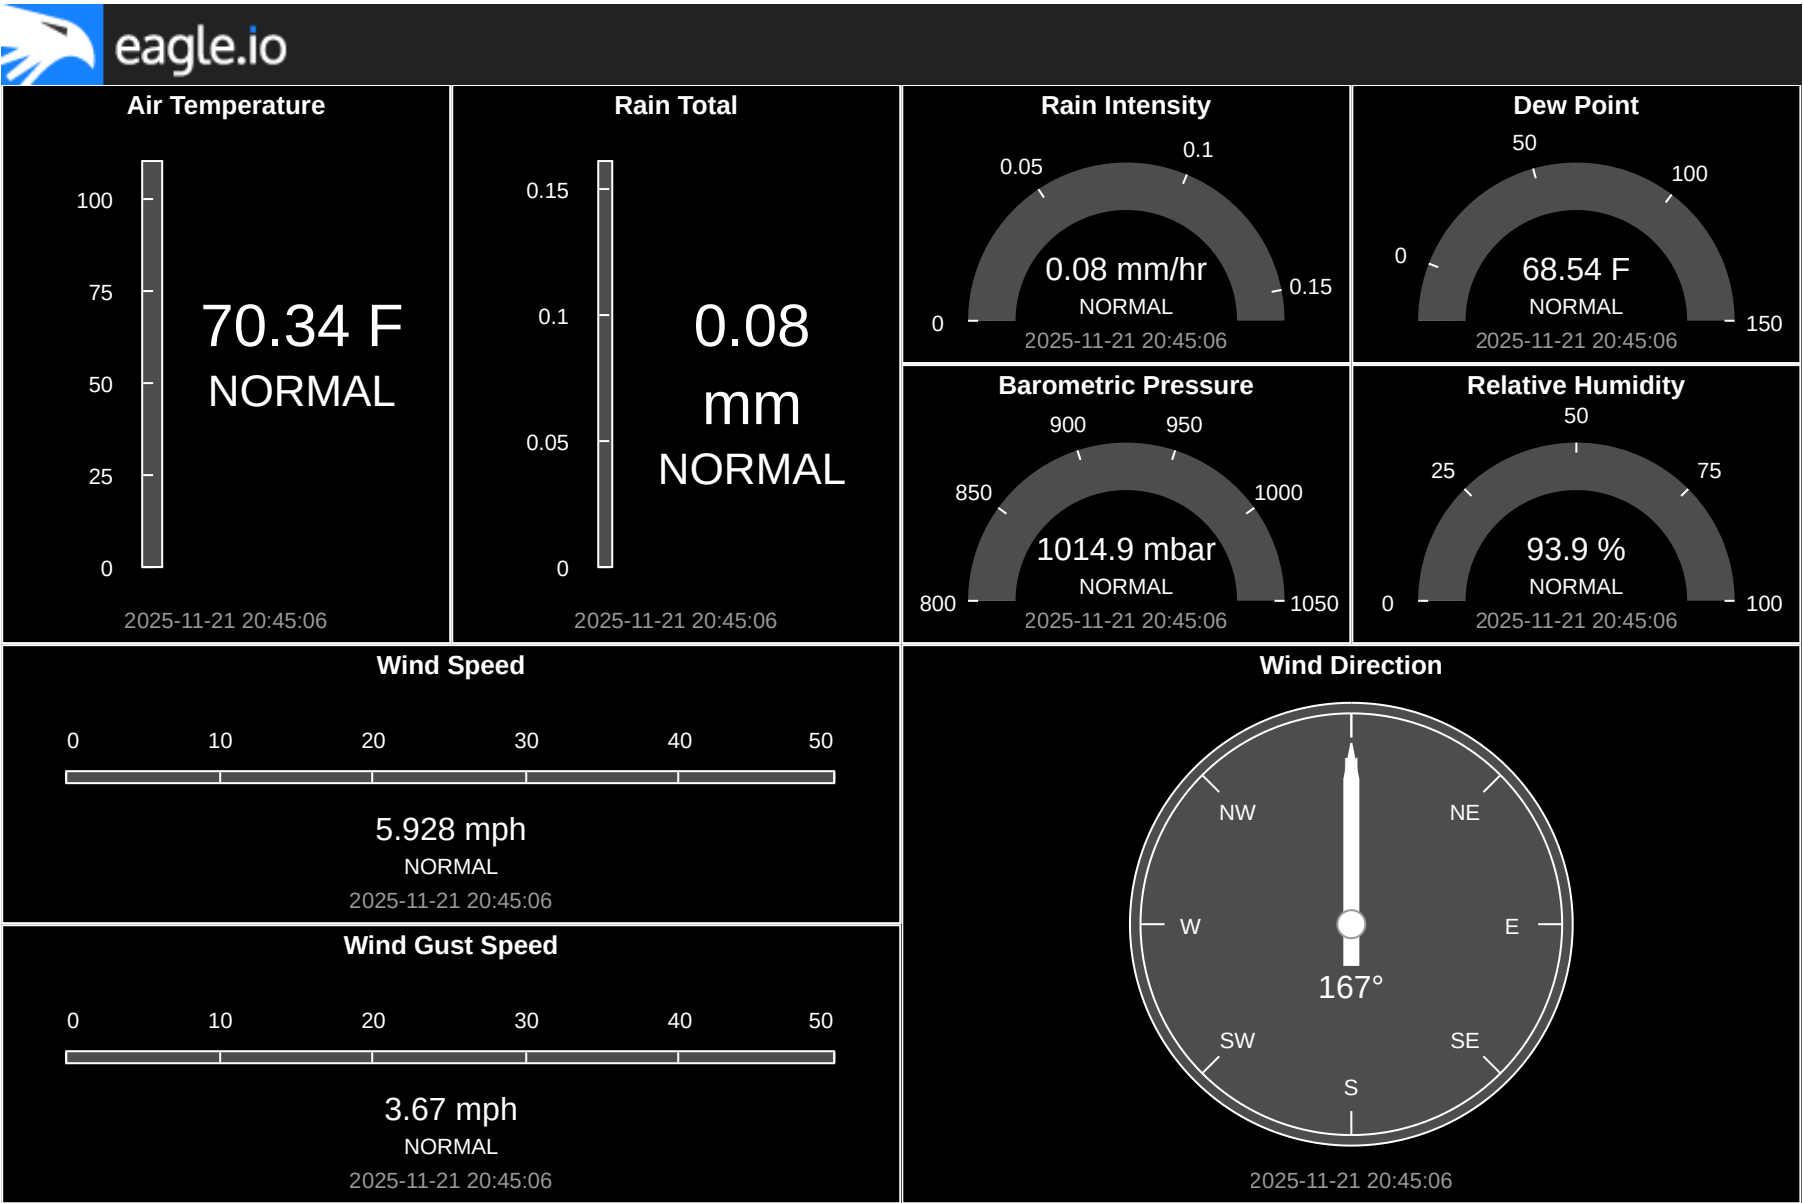 eagle.io
Air Temperature
100
75
50
25
0
70.34 F
NORMAL
2025-11-21 20:45:06
Rain Total
0.15
0.1
0.05
0
0.08
mm
NORMAL
2025-11-21 20:45:06
Rain Intensity
0
0.05
0.1
0.15
0.08 mm/hr
NORMAL
2025-11-21 20:45:06
Dew Point
0
50
100
150
68.54 F
NORMAL
2025-11-21 20:45:06
Barometric Pressure
800
850
900
950
1000
1050
1014.9 mbar
NORMAL
2025-11-21 20:45:06
Relative Humidity
0
25
50
75
100
93.9 %
NORMAL
2025-11-21 20:45:06
Wind Speed
0 10 20 30 40 50
5.928 mph
NORMAL
2025-11-21 20:45:06
Wind Gust Speed
0 10 20 30 40 50
3.67 mph
NORMAL
2025-11-21 20:45:06
Wind Direction
NW NE
W E
167°
SW SE
S
2025-11-21 20:45:06